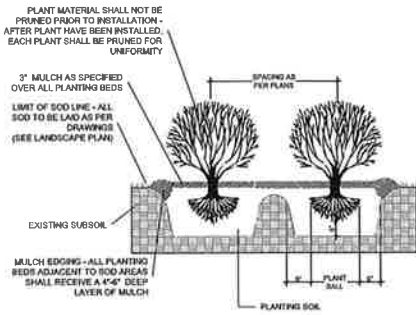 PLANT MATERIAL SHALL NOT BE
PRUNED PRIOR TO INSTALLATION -
AFTER PLANT HAVE BEEN INSTALLED,
EACH PLANT SHALL BE PRUNED FOR
UNIFORMITY
SPACING AS
PER PLANS
3" MULCH AS SPECIFIED
OVER ALL PLANTING BEDS
LIMIT OF SOD LINE - ALL
SOD TO BE LAID AS PER
DRAWINGS
(SEE LANDSCAPE PLAN)
EXISTING SUBSOIL
MULCH EDGING - ALL PLANTING
BEDS ADJACENT TO SOD AREAS
SHALL RECEIVE A 4"-6" DEEP
LAYER OF MULCH
PLANT
BALL
PLANTING SOIL